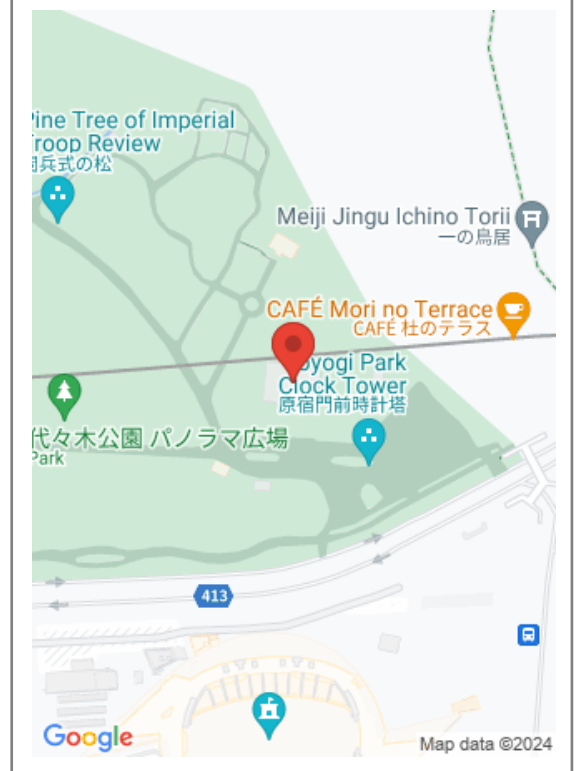 Pine Tree of Imperial
Troop Review
閲兵式の松
Meiji Jingu Ichino Torii
一の鳥居
CAFÉ Mori no Terrace
CAFÉ 杜のテラス
Yoyogi Park
Clock Tower
原宿門前時計塔
代々木公園 パノラマ広場
Park
413
Google
Map data ©2024